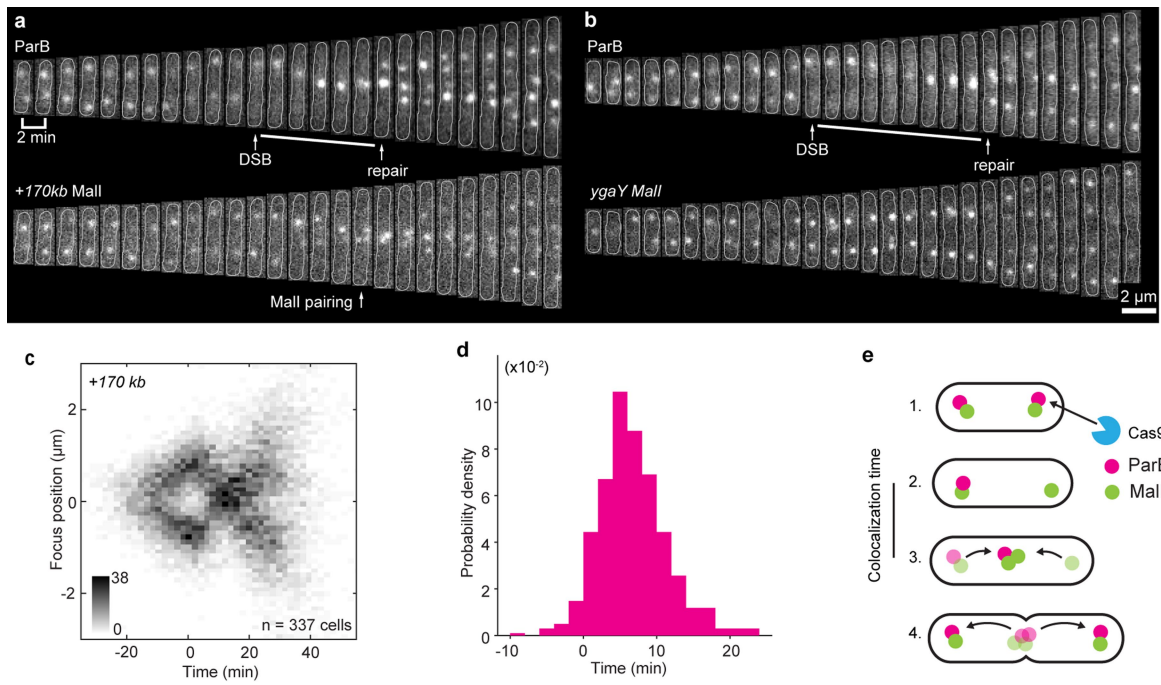 a
ParB
2 min
DSB
repair
+170kb MalI
MalI pairing
b
ParB
DSB
repair
ygaY MalI
2 µm
c
+170 kb
Focus position (µm)
2
0
-2
38
0
n = 337 cells
-20 0 20 40
Time (min)
d
(x10-2)
Probability density
10
8
6
4
2
0
-10 0 10 20
Time (min)
e
Colocalization time
1.
2.
3.
4.
Cas9
ParB
Mal